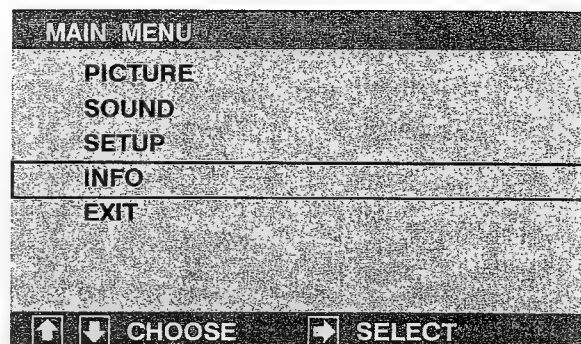 MAIN MENU
PICTURE
SOUND
SETUP
INFO
EXIT
CHOOSE SELECT